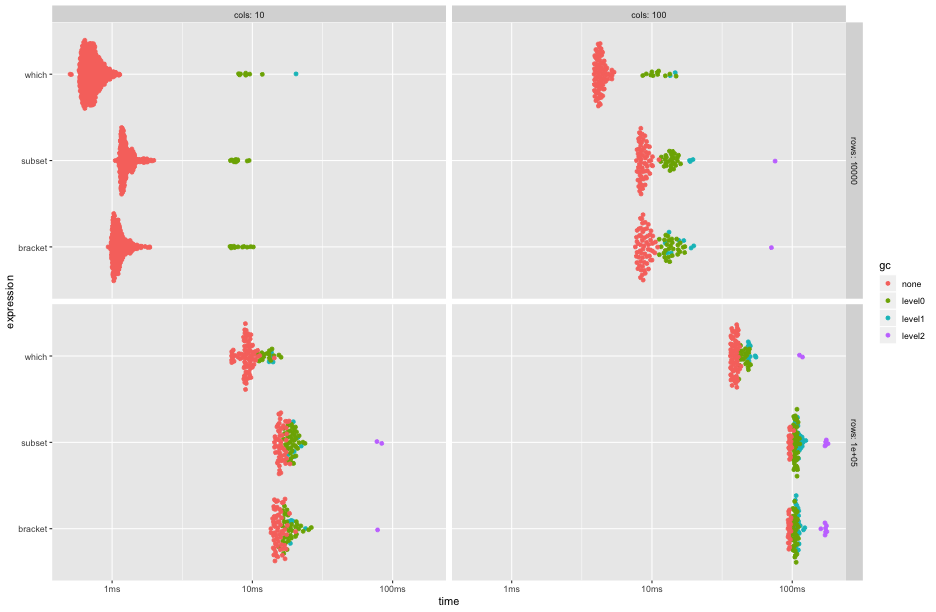 cols: 10
cols: 100
which
subset
bracket
rows: 10000
which
subset
bracket
rows: 1e+05
1ms
10ms
100ms
1ms
10ms
100ms
time
expression
gc
none
level0
level1
level2